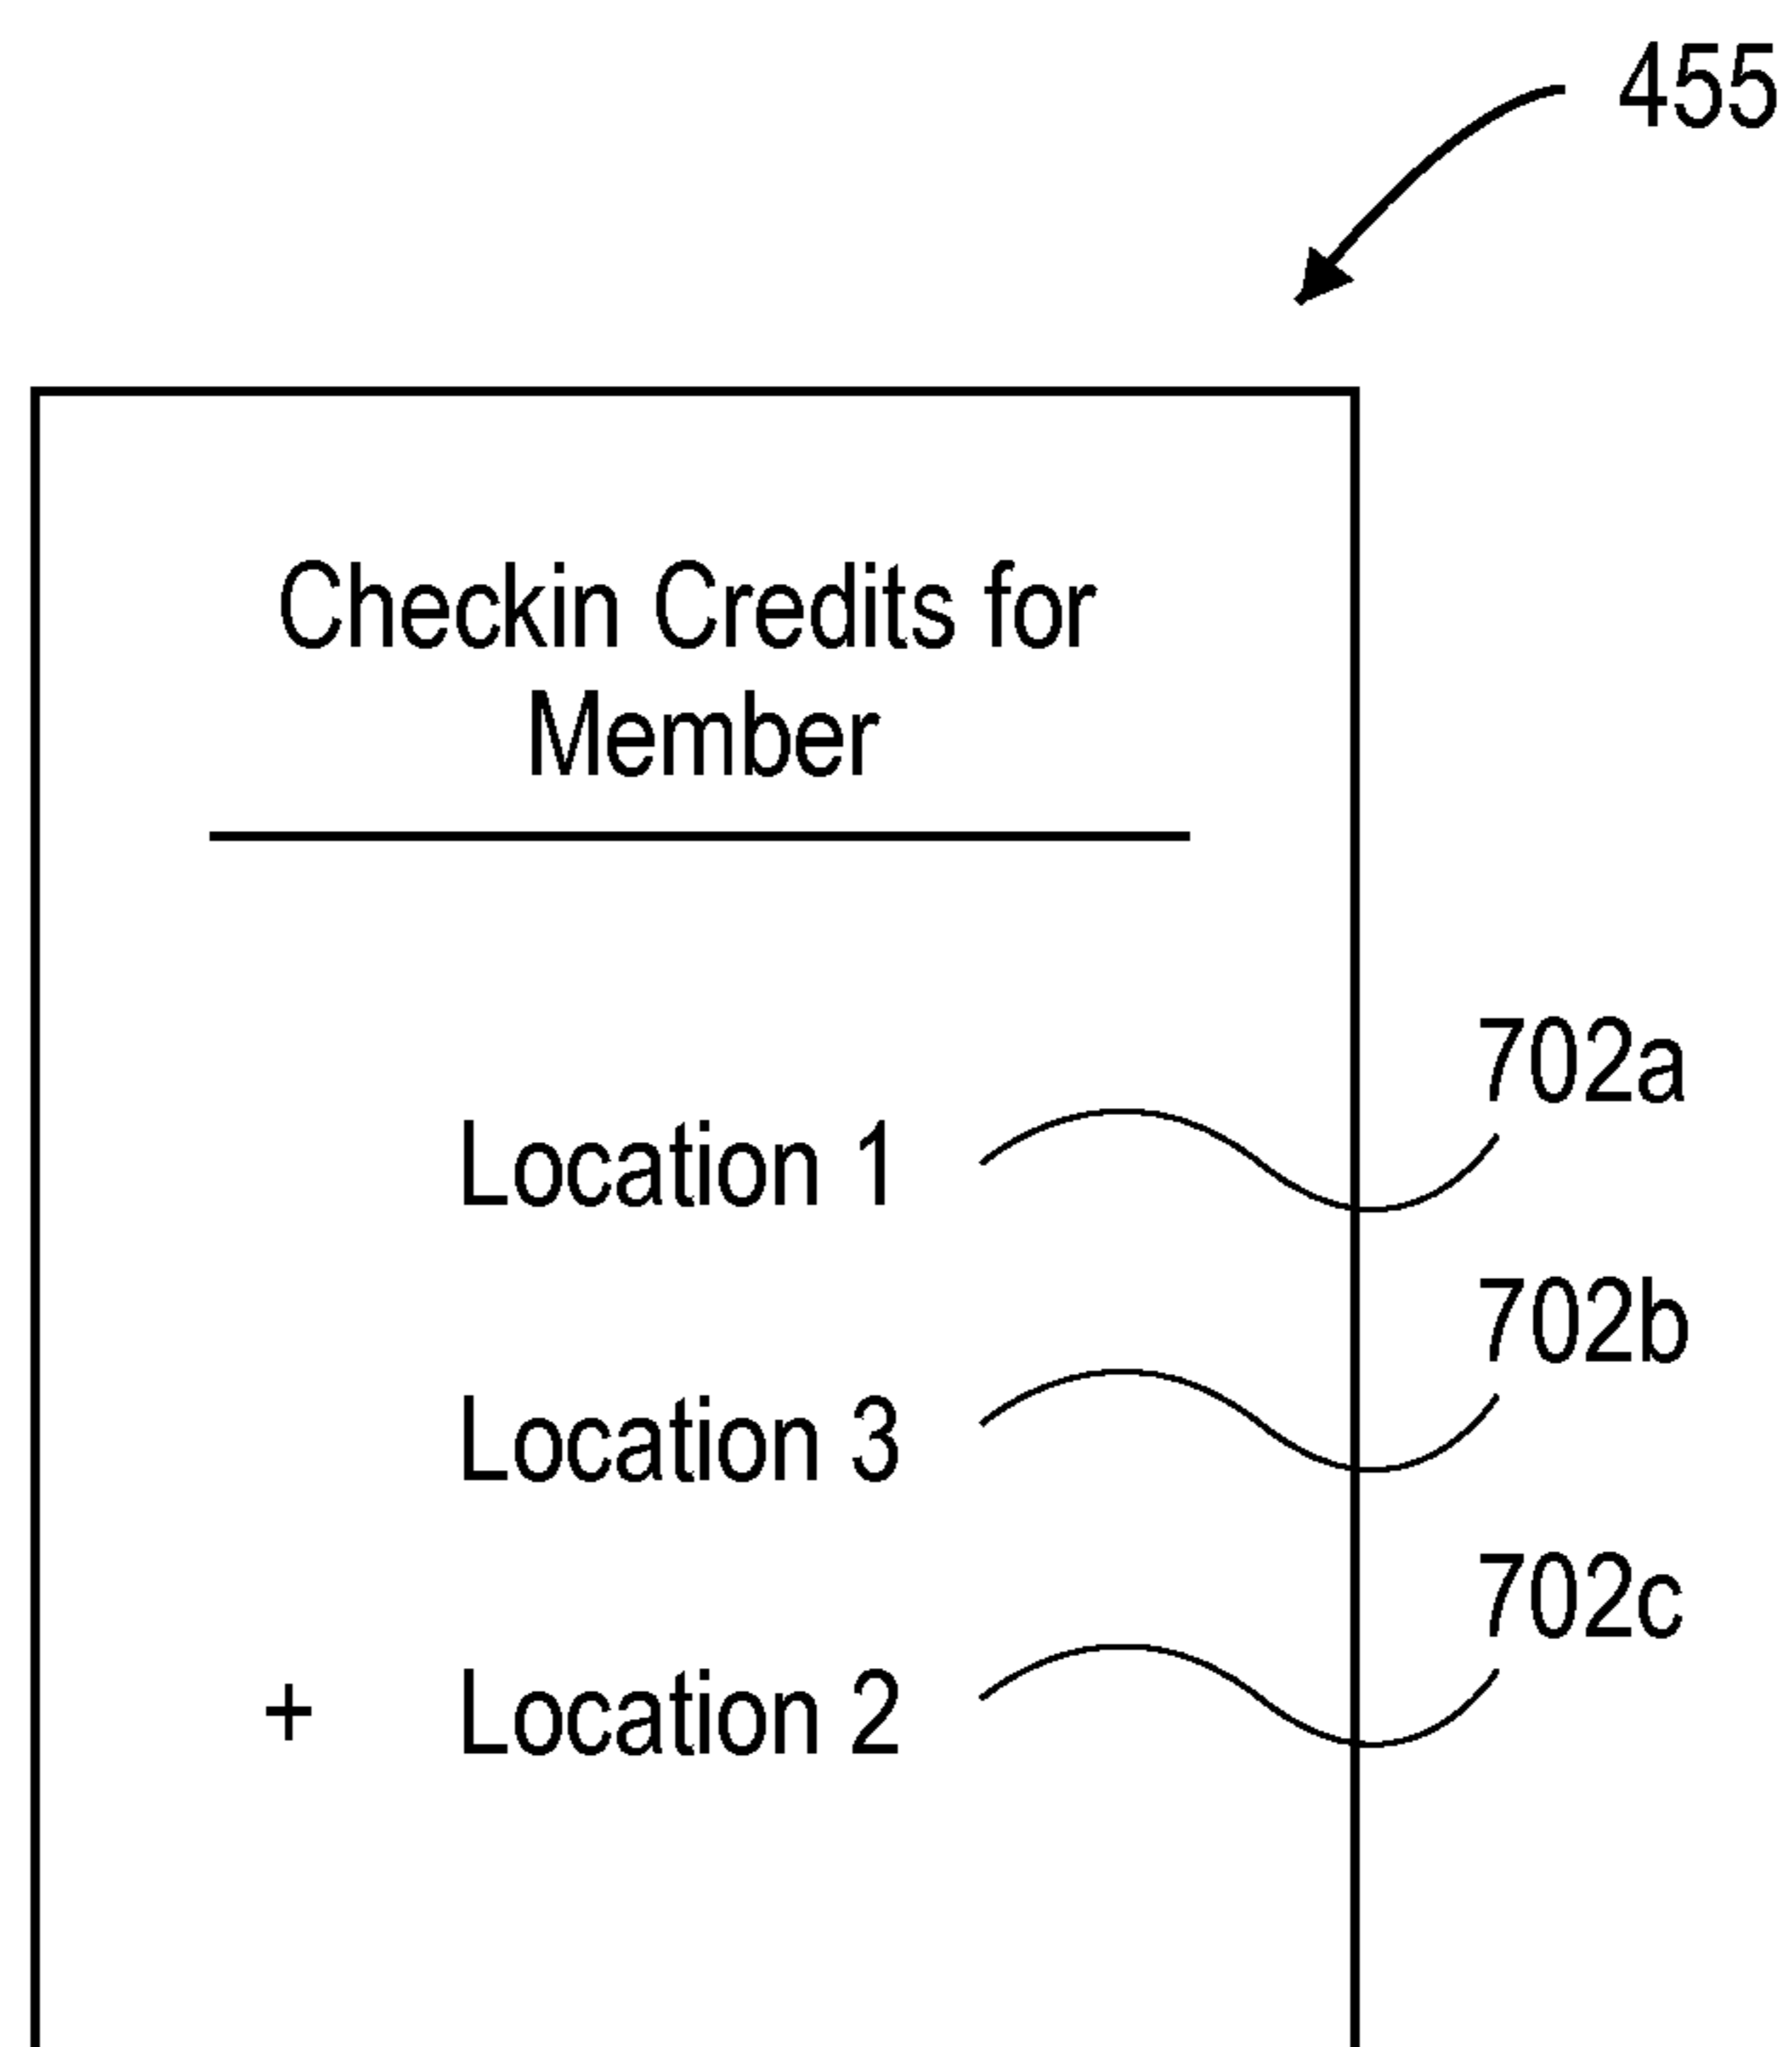 455
Checkin Credits for
Member
702a
Location 1
702b
Location 3
702c
+ Location 2